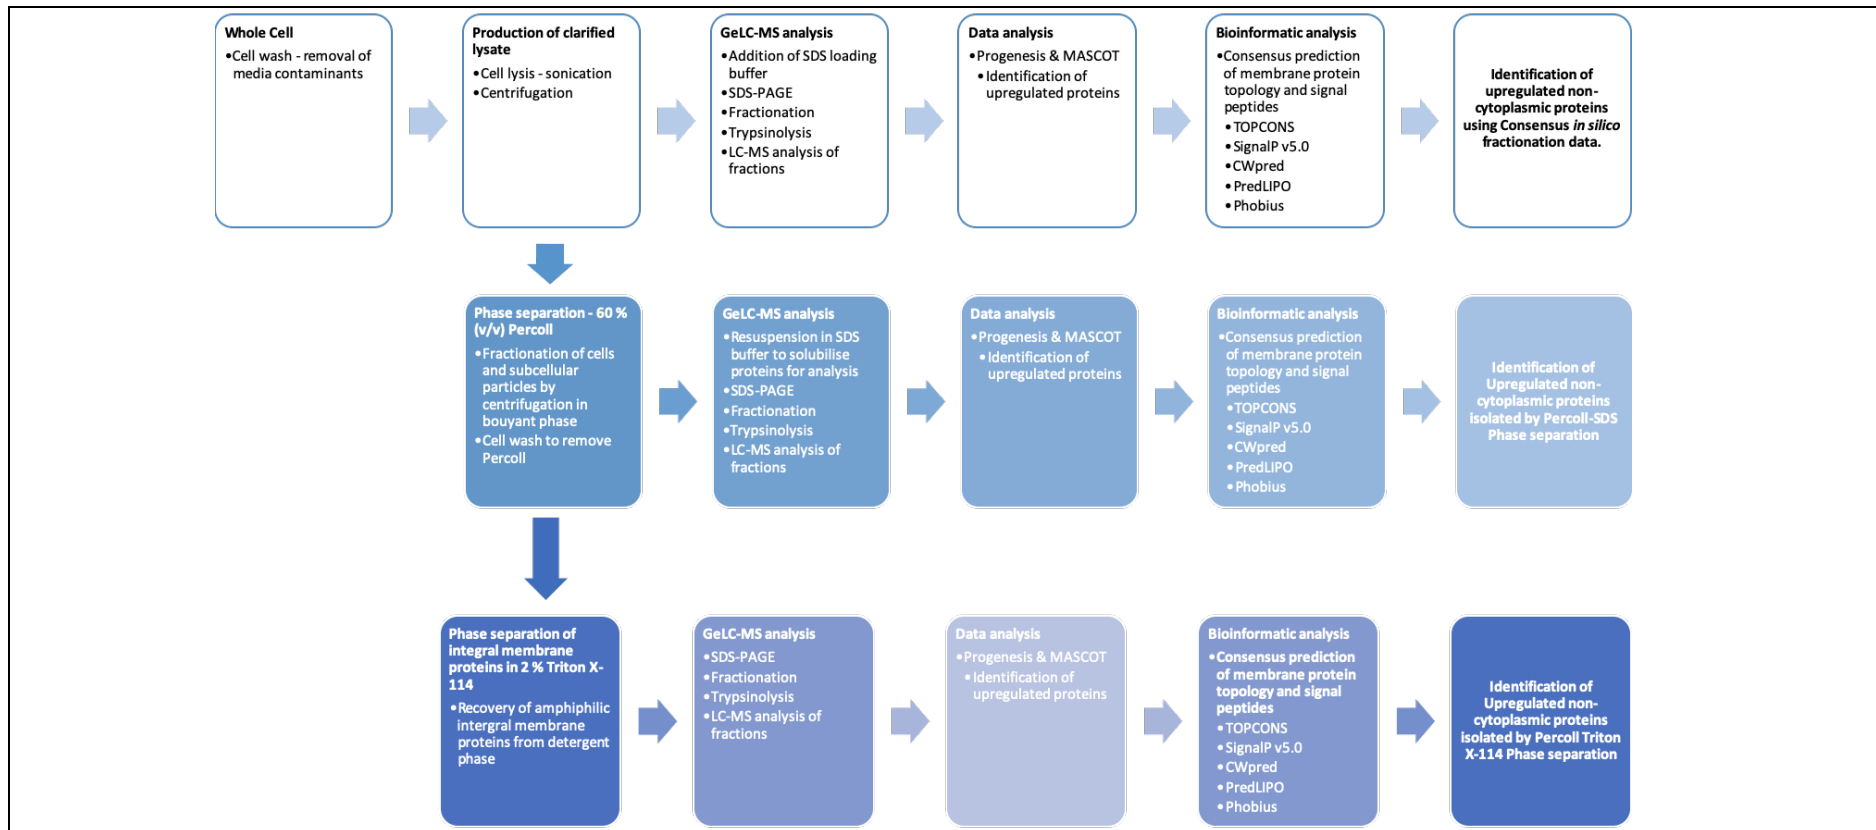 Whole Cell
•Cell wash - removal of
media contaminants
Production of clarified
lysate
•Cell lysis - sonication
•Centrifugation
GeLC-MS analysis
•Addition of SDS loading
buffer
•SDS-PAGE
•Fractionation
•Trypsinolysis
•LC-MS analysis of
fractions
Data analysis
•Progenesis & MASCOT
•Identification of
upregulated proteins
Bioinformatic analysis
•Consensus prediction
of membrane protein
topology and signal
peptides
•TOPCONS
•SignalP v5.0
•CWpred
•PredLIPO
•Phobius
Identification of
upregulated non-
cytoplasmic proteins
using Consensus in silico
fractionation data.
Phase separation - 60 %
(v/v) Percoll
•Fractionation of cells
and subcellular
particles by
centrifugation in
bouyant phase
•Cell wash to remove
Percoll
GeLC-MS analysis
•Resuspension in SDS
buffer to solubilise
proteins for analysis
•SDS-PAGE
•Fractionation
•Trypsinolysis
•LC-MS analysis of
fractions
Data analysis
•Progenesis & MASCOT
•Identification of
upregulated proteins
Bioinformatic analysis
•Consensus prediction
of membrane protein
topology and signal
peptides
•TOPCONS
•SignalP v5.0
•CWpred
•PredLIPO
•Phobius
Identification of
Upregulated non-
cytoplasmic proteins
isolated by Percoll-SDS
Phase separation
Phase separation of
integral membrane
proteins in 2 % Triton X-
114
•Recovery of amphiphilic
intergral membrane
proteins from detergent
phase
GeLC-MS analysis
•SDS-PAGE
•Fractionation
•Trypsinolysis
•LC-MS analysis of
fractions
Data analysis
•Progenesis & MASCOT
•Identification of
upregulated proteins
Bioinformatic analysis
•Consensus prediction
of membrane protein
topology and signal
peptides
•TOPCONS
•SignalP v5.0
•CWpred
•PredLIPO
•Phobius
Identification of
Upregulated non-
cytoplasmic proteins
isolated by Percoll Triton
X-114 Phase separation